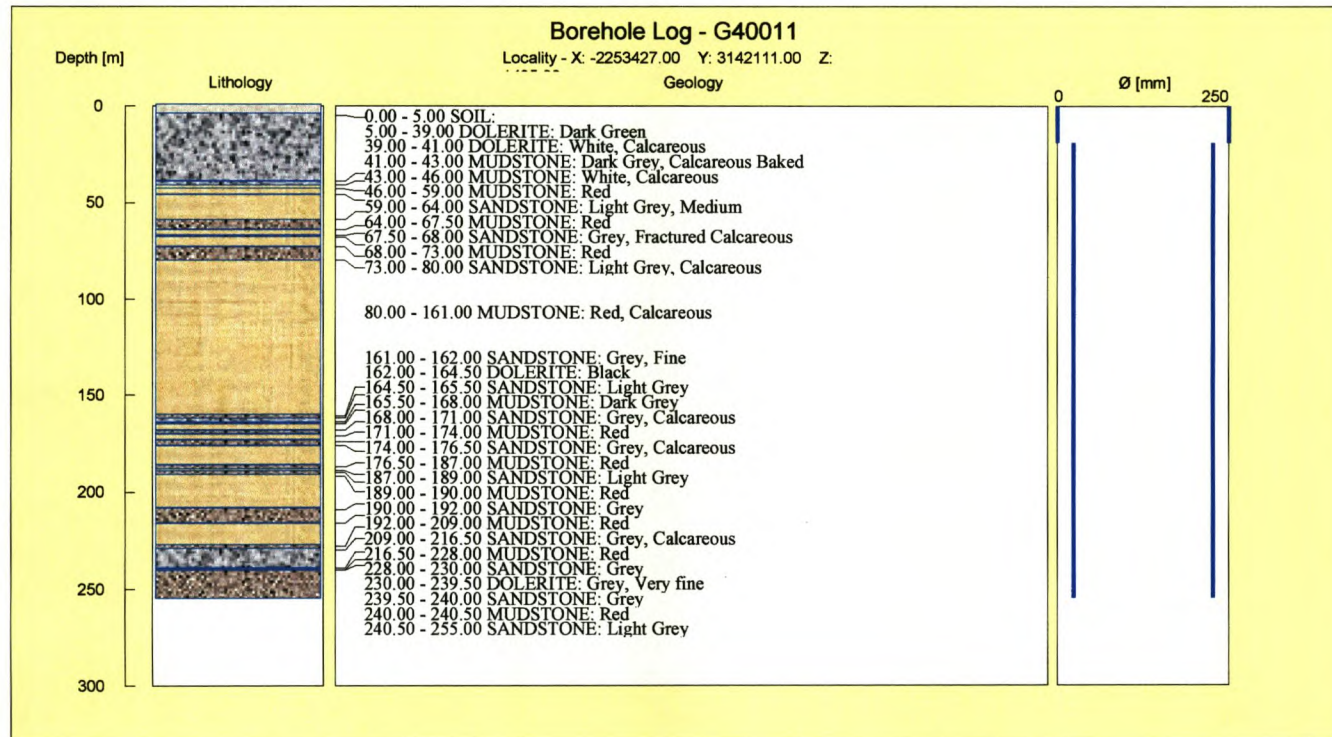 Borehole Log - G40011
Depth [m]
Locality - X: -2253427.00 Y: 3142111.00 Z:
Lithology
Geology
Ø [mm]
0
250
0
50
100
150
200
250
300
0.00 - 5.00 SOIL:
5.00 - 39.00 DOLERITE: Dark Green
39.00 - 41.00 DOLERITE: White, Calcareous
41.00 - 43.00 MUDSTONE: Dark Grey, Calcareous Baked
43.00 - 46.00 MUDSTONE: White, Calcareous
46.00 - 59.00 MUDSTONE: Red
59.00 - 64.00 SANDSTONE: Light Grey, Medium
64.00 - 67.50 MUDSTONE: Red
67.50 - 68.00 SANDSTONE: Grey, Fractured Calcareous
68.00 - 73.00 MUDSTONE: Red
73.00 - 80.00 SANDSTONE: Light Grey, Calcareous
80.00 - 161.00 MUDSTONE: Red, Calcareous
161.00 - 162.00 SANDSTONE: Grey, Fine
162.00 - 164.50 DOLERITE: Black
164.50 - 165.50 SANDSTONE: Light Grey
165.50 - 168.00 MUDSTONE: Dark Grey
168.00 - 171.00 SANDSTONE: Grey, Calcareous
171.00 - 174.00 MUDSTONE: Red
174.00 - 176.50 SANDSTONE: Grey, Calcareous
176.50 - 187.00 MUDSTONE: Red
187.00 - 189.00 SANDSTONE: Light Grey
189.00 - 190.00 MUDSTONE: Red
190.00 - 192.00 SANDSTONE: Grey
192.00 - 209.00 MUDSTONE: Red
209.00 - 216.50 SANDSTONE: Grey, Calcareous
216.50 - 228.00 MUDSTONE: Red
228.00 - 230.00 SANDSTONE: Grey
230.00 - 239.50 DOLERITE: Grey, Very fine
239.50 - 240.00 SANDSTONE: Grey
240.00 - 240.50 MUDSTONE: Red
240.50 - 255.00 SANDSTONE: Light Grey